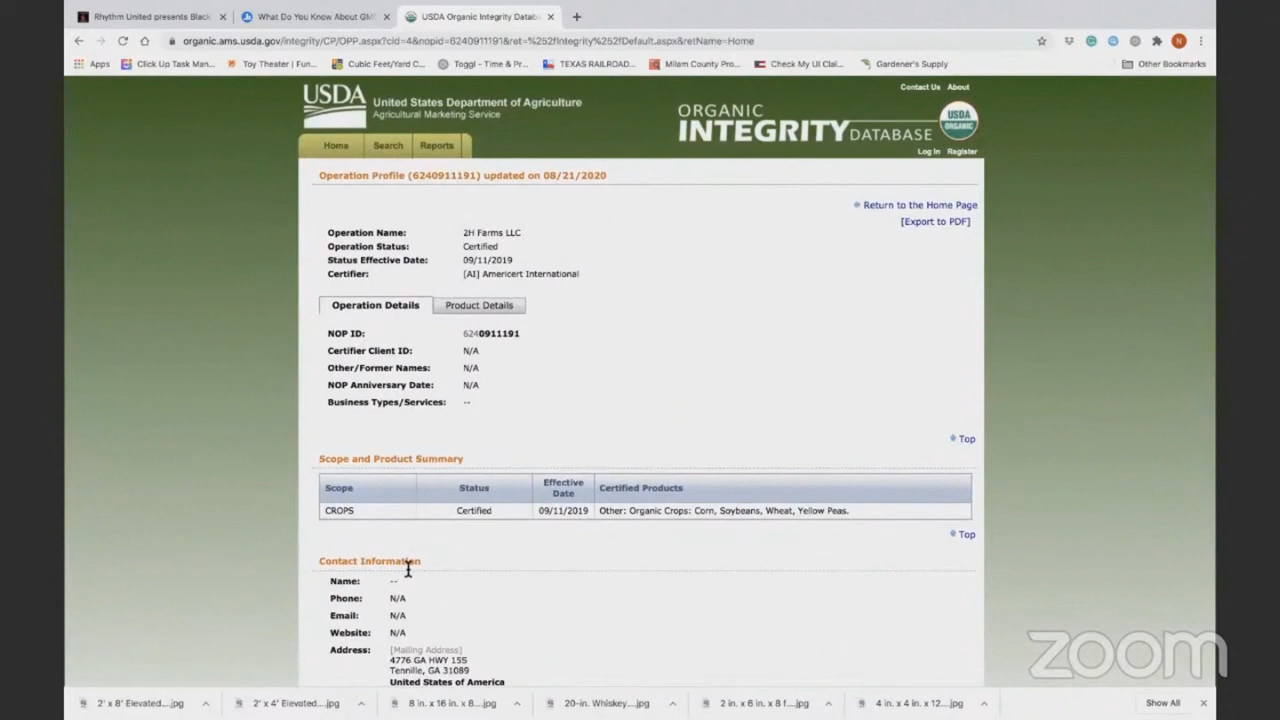 Rhythm United presents Black
What Do You Know About GM
USDA Organic Integrity Datab
organic.ams.usda.gov/integrity/CP/OPP.aspx?cid=4&nopid=6240911191&ret=%252fIntegrity%252fDefault.aspx&retName=Home
N
Apps
Click Up Task Man...
Toy Theater | Fun...
Cubic Feet/Yard C...
Toggl - Time & Pr...
TEXAS RAILROAD...
Milam County Pro...
Check My UI Clai...
Gardener's Supply
Other Bookmarks
Contact Us About
USDA United States Department of Agriculture
Agricultural Marketing Service
ORGANIC
INTEGRITY DATABASE
USDA
ORGANIC
Home Search Reports
Log In Register
Operation Profile (6240911191) updated on 08/21/2020
Return to the Home Page
[Export to PDF]
Operation Name: 2H Farms LLC
Operation Status: Certified
Status Effective Date: 09/11/2019
Certifier: [AI] Americert International
Operation Details Product Details
NOP ID: 6240911191
Certifier Client ID: N/A
Other/Former Names: N/A
NOP Anniversary Date: N/A
Business Types/Services: --
Top
Scope and Product Summary
Scope Status Effective Date Certified Products
CROPS Certified 09/11/2019 Other: Organic Crops: Corn, Soybeans, Wheat, Yellow Peas.
Top
Contact Information
Name: --
Phone: N/A
Email: N/A
Website: N/A
Address: [Mailing Address]
4776 GA HWY 155
Tennille, GA 31089
United States of America
zoom
2' x 8' Elevated....jpg
2' x 4' Elevated....jpg
8 in. x 16 in. x 8....jpg
20-in. Whiskey....jpg
2 in. x 6 in. x 8 f....jpg
4 in. x 4 in. x 12....jpg
Show All